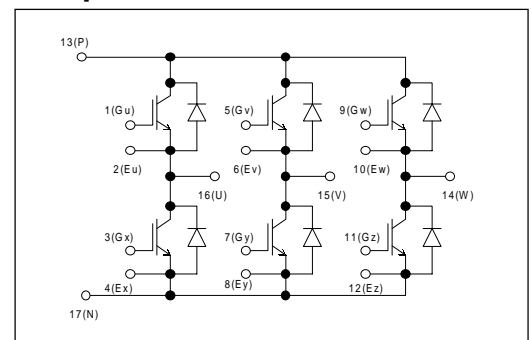 13(P)
1(Gu) 5(Gv) 9(Gw)
2(Eu) 6(Ev) 10(Ew)
16(U) 15(V) 14(W)
3(Gx) 7(Gy) 11(Gz)
4(Ex) 8(Ey) 12(Ez)
17(N)